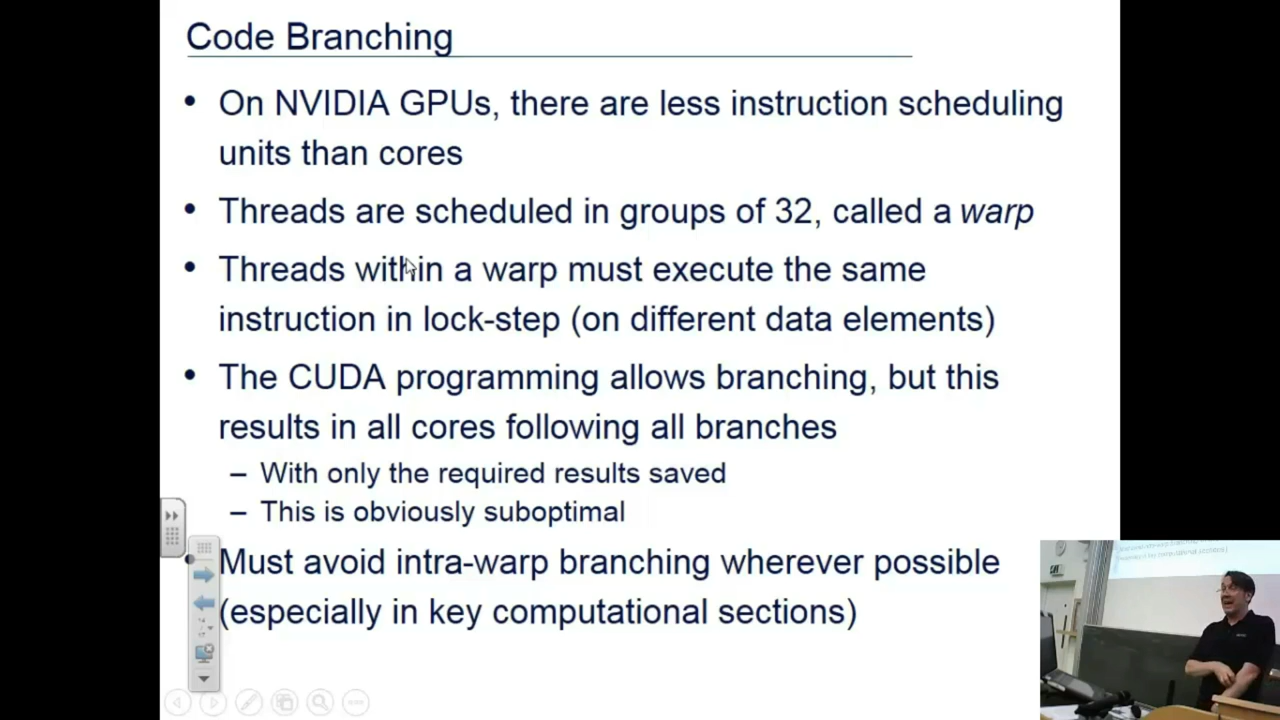 Code Branching
• On NVIDIA GPUs, there are less instruction scheduling
units than cores
• Threads are scheduled in groups of 32, called a warp
• Threads within a warp must execute the same
instruction in lock-step (on different data elements)
• The CUDA programming allows branching, but this
results in all cores following all branches
– With only the required results saved
– This is obviously suboptimal
• Must avoid intra-warp branching wherever possible
(especially in key computational sections)